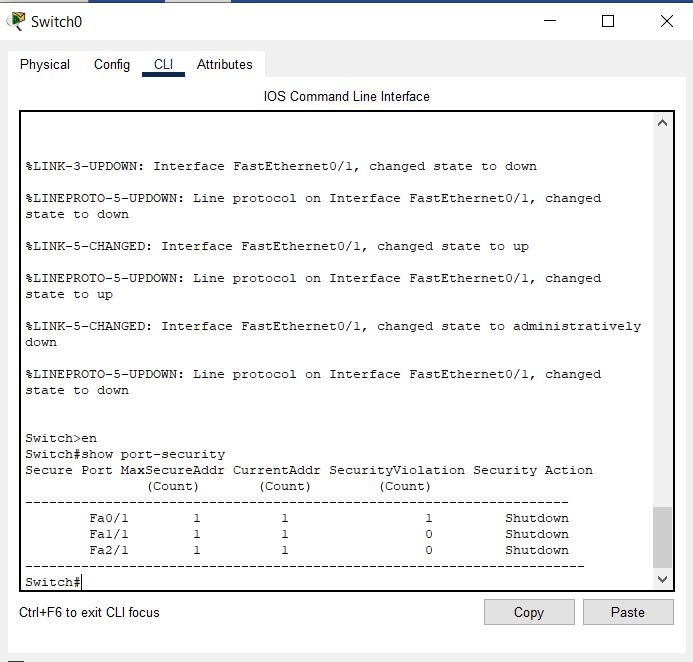 Switch0
Physical Config CLI Attributes
IOS Command Line Interface
%LINK-3-UPDOWN: Interface FastEthernet0/1, changed state to down
%LINEPROTO-5-UPDOWN: Line protocol on Interface FastEthernet0/1, changed
state to down
%LINK-5-CHANGED: Interface FastEthernet0/1, changed state to up
%LINEPROTO-5-UPDOWN: Line protocol on Interface FastEthernet0/1, changed
state to up
%LINK-5-CHANGED: Interface FastEthernet0/1, changed state to administratively
down
%LINEPROTO-5-UPDOWN: Line protocol on Interface FastEthernet0/1, changed
state to down
Switch>en
Switch#show port-security
Secure Port MaxSecureAddr CurrentAddr SecurityViolation Security Action
(Count) (Count) (Count)
--------------------------------------------------------------------
Fa0/1 1 1 1 Shutdown
Fa1/1 1 1 0 Shutdown
Fa2/1 1 1 0 Shutdown
----------------------------------------------------------------------
Switch#
Ctrl+F6 to exit CLI focus Copy Paste